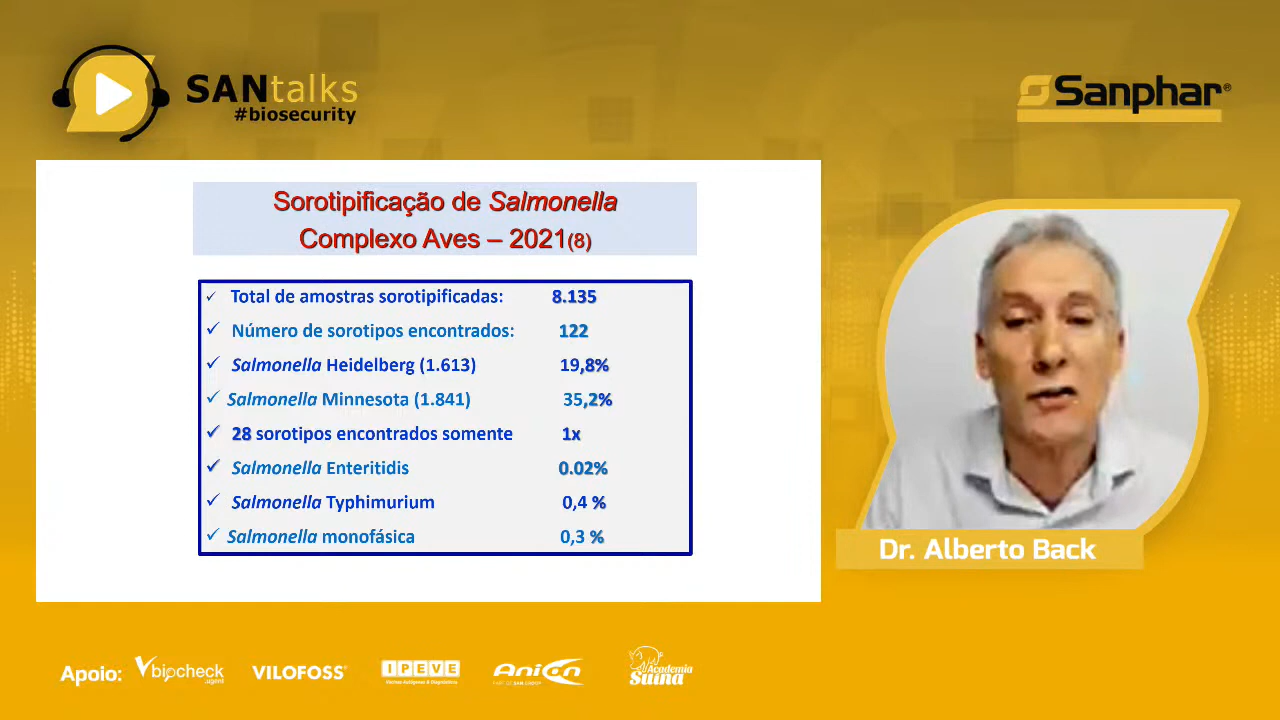 SANtalks
#biosecurity
Sanphar®
Sorotipificação de Salmonella
Complexo Aves – 2021(8)
✓ Total de amostras sorotipificadas: 8.135
✓ Número de sorotipos encontrados: 122
✓ Salmonella Heidelberg (1.613) 19,8%
✓ Salmonella Minnesota (1.841) 35,2%
✓ 28 sorotipos encontrados somente 1x
✓ Salmonella Enteritidis 0.02%
✓ Salmonella Typhimurium 0,4 %
✓ Salmonella monofásica 0,3 %
Dr. Alberto Back
Apoio:
biocheck
.ugent
VILOFOSS®
IPEVE
AniCon
Academia
Suína